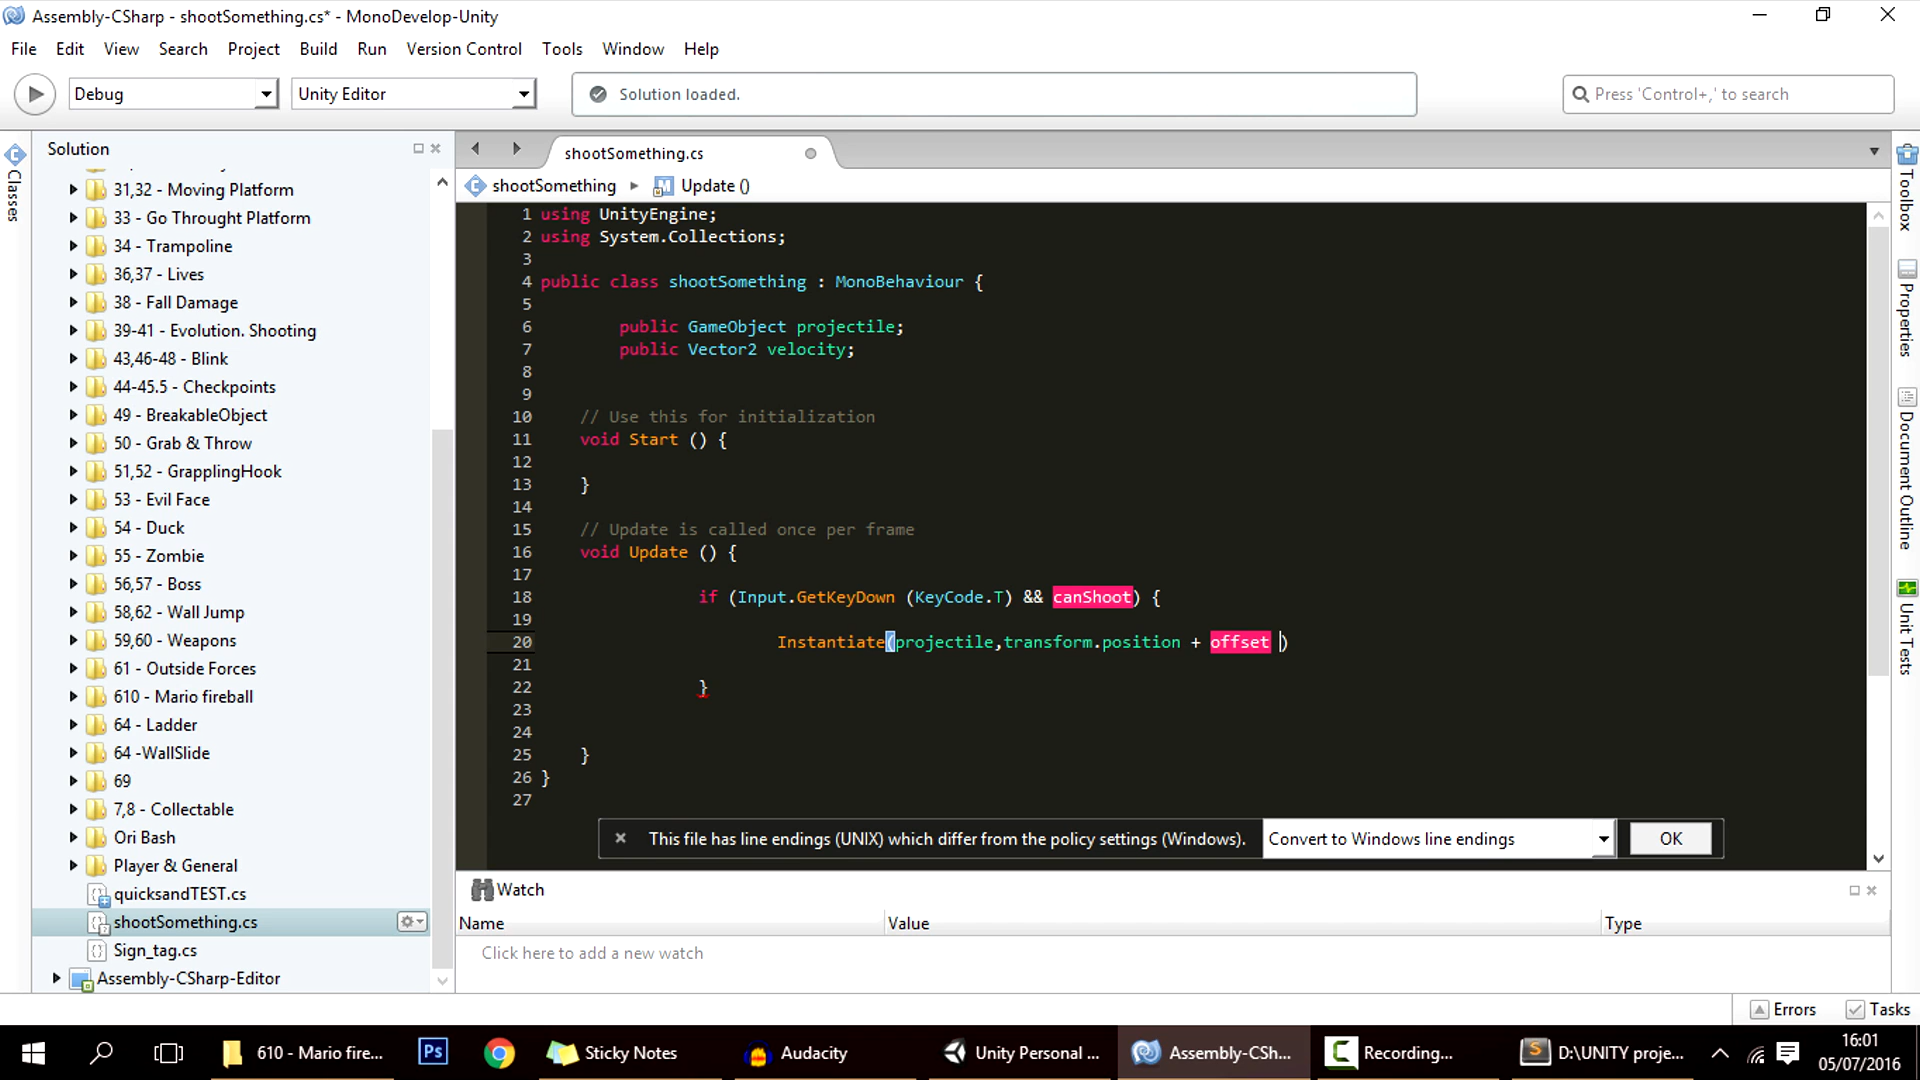 Assembly-CSharp - shootSomething.cs* - MonoDevelop-Unity
File Edit View Search Project Build Run Version Control Tools Window Help
Debug Unity Editor Solution loaded. Press 'Control+,' to search
Classes
Solution
31,32 - Moving Platform
33 - Go Throught Platform
34 - Trampoline
36,37 - Lives
38 - Fall Damage
39-41 - Evolution. Shooting
43,46-48 - Blink
44-45.5 - Checkpoints
49 - BreakableObject
50 - Grab & Throw
51,52 - GrapplingHook
53 - Evil Face
54 - Duck
55 - Zombie
56,57 - Boss
58,62 - Wall Jump
59,60 - Weapons
61 - Outside Forces
610 - Mario fireball
64 - Ladder
64 -WallSlide
69
7,8 - Collectable
Ori Bash
Player & General
quicksandTEST.cs
shootSomething.cs
Sign_tag.cs
Assembly-CSharp-Editor
shootSomething.cs
shootSomething Update ()
1 using UnityEngine;
2 using System.Collections;
3
4 public class shootSomething : MonoBehaviour {
5
6 public GameObject projectile;
7 public Vector2 velocity;
8
9
10 // Use this for initialization
11 void Start () {
12
13 }
14
15 // Update is called once per frame
16 void Update () {
17
18 if (Input.GetKeyDown (KeyCode.T) && canShoot) {
19
20 Instantiate(projectile,transform.position + offset )
21
22 }
23
24
25 }
26 }
27
This file has line endings (UNIX) which differ from the policy settings (Windows). Convert to Windows line endings OK
Watch
Name Value Type
Click here to add a new watch
Toolbox
Properties
Document Outline
Unit Tests
Errors Tasks
610 - Mario fire... Ps Sticky Notes Audacity Unity Personal ... Assembly-CSh... Recording... D:\UNITY proje...
16:01
05/07/2016